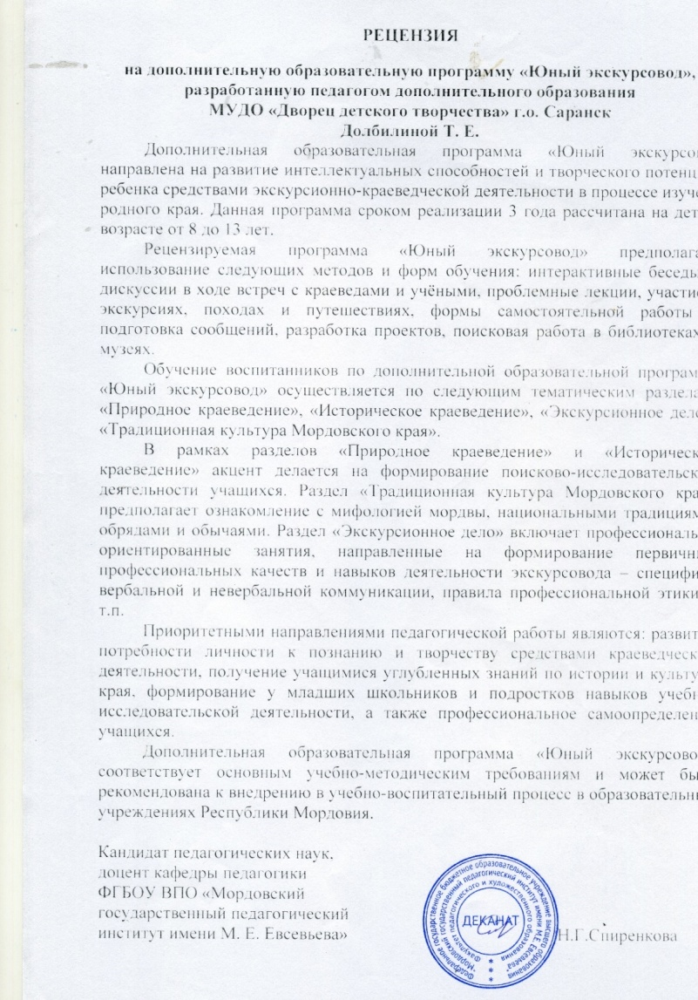 РЕЦЕНЗИЯ
на дополнительную образовательную программу «Юный экскурсовод»,
разработанную педагогом дополнительного образования
МУДО «Дворец детского творчества» г.о. Саранск
Долбилиной Т. Е.
Дополнительная образовательная программа «Юный экскурсов
направлена на развитие интеллектуальных способностей и творческого потенц
ребенка средствами экскурсионно-краеведческой деятельности в процессе изуче
родного края. Данная программа сроком реализации 3 года рассчитана на дет
возрасте от 8 до 13 лет.
Рецензируемая программа «Юный экскурсовод» предполага
использование следующих методов и форм обучения: интерактивные беседы
дискуссии в ходе встреч с краеведами и учёными, проблемные лекции, участие
экскурсиях, походах и путешествиях, формы самостоятельной работы
подготовка сообщений, разработка проектов, поисковая работа в библиотеках
музеях.
Обучение воспитанников по дополнительной образовательной програм
«Юный экскурсовод» осуществляется по следующим тематическим раздела
«Природное краеведение», «Историческое краеведение», «Экскурсионное дело
«Традиционная культура Мордовского края».
В рамках разделов «Природное краеведение» и «Историческ
краеведение» акцент делается на формирование поисково-исследовательск
деятельности учащихся. Раздел «Традиционная культура Мордовского кра
предполагает ознакомление с мифологией мордвы, национальными традициям
обрядами и обычаями. Раздел «Экскурсионное дело» включает профессиональ
ориентированные занятия, направленные на формирование первичн
профессиональных качеств и навыков деятельности экскурсовода – специфи
вербальной и невербальной коммуникации, правила профессиональной этики
т.п.
Приоритетными направлениями педагогической работы являются: развит
потребности личности к познанию и творчеству средствами краеведческ
деятельности, получение учащимися углубленных знаний по истории и культу
края, формирование у младших школьников и подростков навыков учебн
исследовательской деятельности, а также профессиональное самоопределен
учащихся.
Дополнительная образовательная программа «Юный экскурсово
соответствует основным учебно-методическим требованиям и может бы
рекомендована к внедрению в учебно-воспитательный процесс в образовательн
учреждениях Республики Мордовия.
Кандидат педагогических наук,
доцент кафедры педагогики
ФГБОУ ВПО «Мордовский
государственный педагогический
институт имени М. Е. Евсевьева»
Н.Г.Спиренкова
Федеральное государственное бюджетное образовательное учреждение высшего образования
"Мордовский государственный педагогический институт имени М.Е. Евсевьева"
Факультет педагогического и художественного образования
ДЕКАНАТ